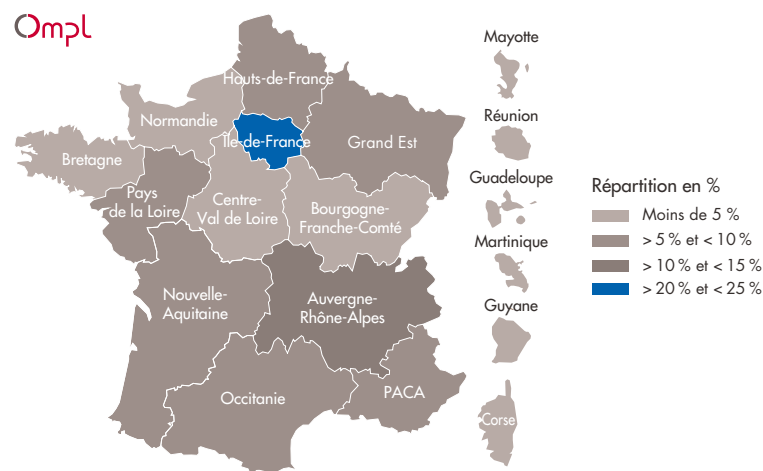 Ompl
Mayotte
Hauts-de-France
Normandie
Réunion
Île-de-France
Grand Est
Bretagne
Guadeloupe
Pays
de la Loire
Centre-
Val de Loire
Bourgogne-
Franche-Comté
Martinique
Nouvelle-
Aquitaine
Auvergne-
Rhône-Alpes
Guyane
Occitanie
PACA
Corse
Répartition en %
Moins de 5 %
> 5 % et < 10 %
> 10 % et < 15 %
> 20 % et < 25 %